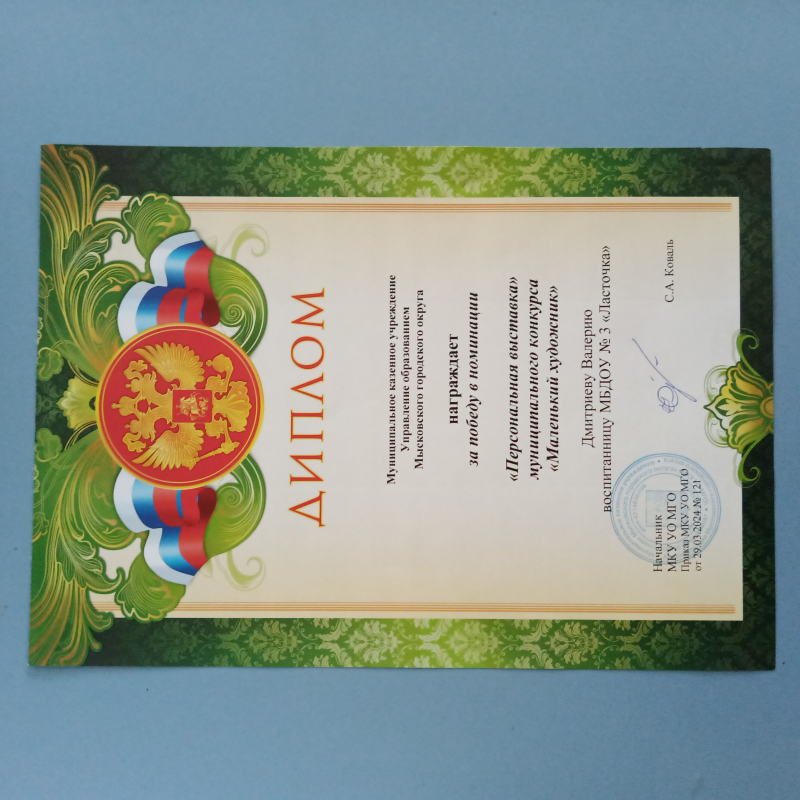 ДИПЛОМ
Муниципальное казенное учреждение
Управление образованием
Мысковского городского округа
награждает
за победу в номинации
«Персональная выставка»
муниципального конкурса
«Маленький художник»
Дмитриеву Валерию
воспитанницу МБДОУ № 3 «Ласточка»
Начальник
МКУ УО МГО
С.А. Коваль
Приказ МКУ УО МГО
от 29.03.2024 № 121